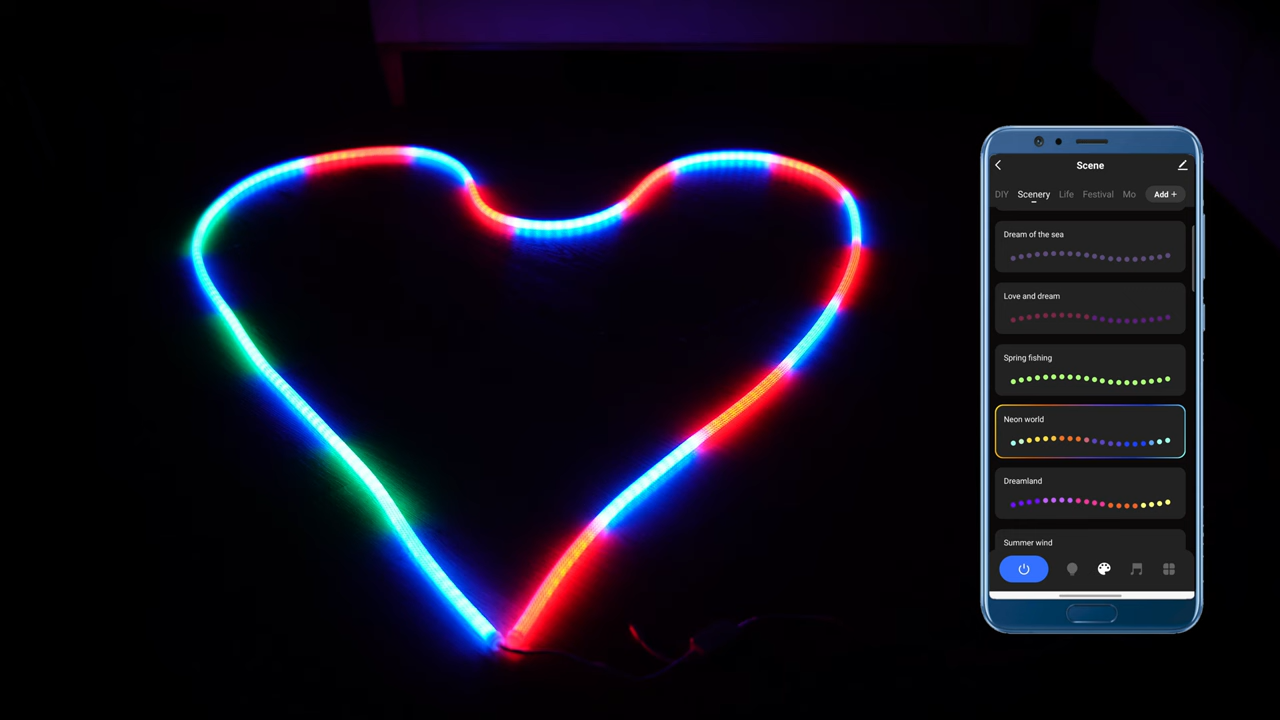 Scene
DIY Scenery Life Festival Mo Add +
Dream of the sea
Love and dream
Spring fishing
Neon world
Dreamland
Summer wind